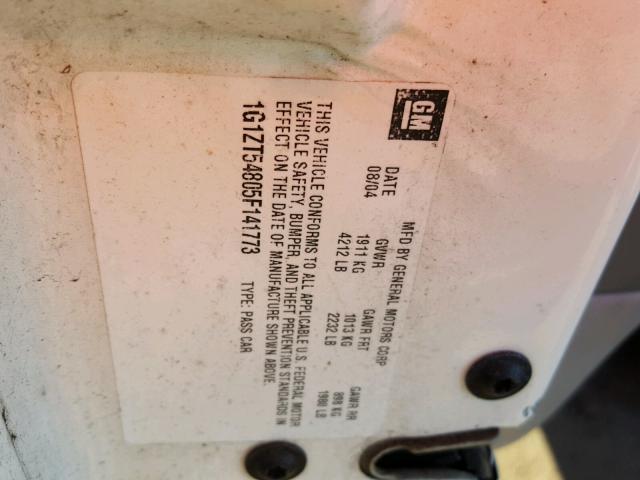 GM
MFD BY GENERAL MOTORS CORP
DATE GVWR GAWR FRT GAWR RR
08/04 1911 KG 1013 KG 898 KG
4212 LB 2232 LB 1980 LB
THIS VEHICLE CONFORMS TO ALL APPLICABLE U.S. FEDERAL MOTOR
VEHICLE SAFETY, BUMPER, AND THEFT PREVENTION STANDARDS IN
EFFECT ON THE DATE OF MANUFACTURE SHOWN ABOVE.
1G1ZT54805F141773 TYPE: PASS CAR